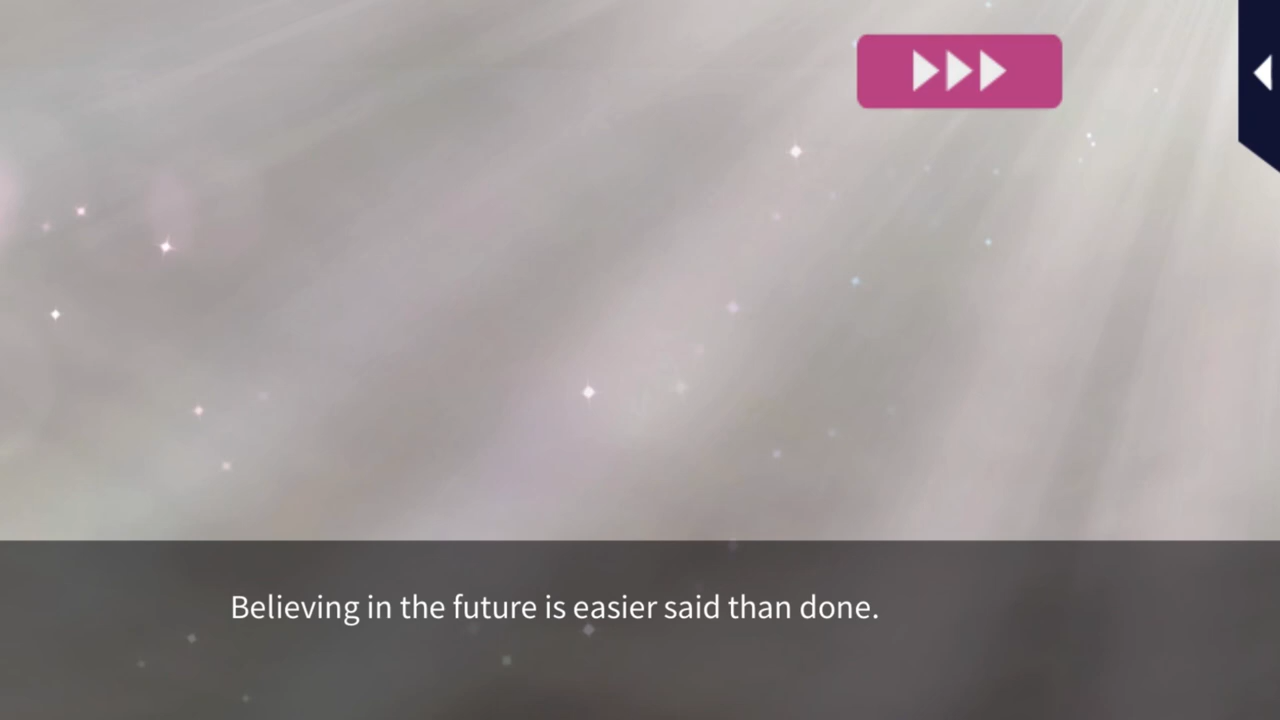 Believing in the future is easier said than done.